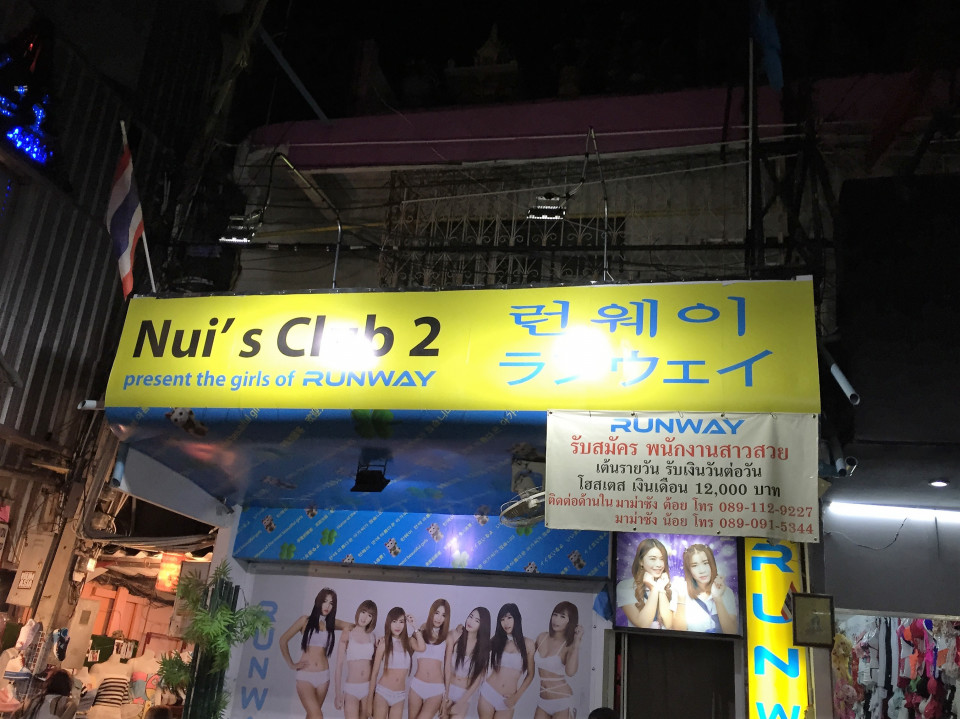 Nui's Club 2
present the girls of RUNWAY
런웨이
ランウェイ
RUNWAY
รับสมัคร พนักงานสาวสวย
เต้นรายวัน รับเงินวันต่อวัน
โฮสเตส เงินเดือน 12,000 บาท
ติดต่อด้านใน มาม่าซัง ต้อย โทร 089-112-9227
มาม่าซัง น้อย โทร 089-091-5344
RUNW
RUNW